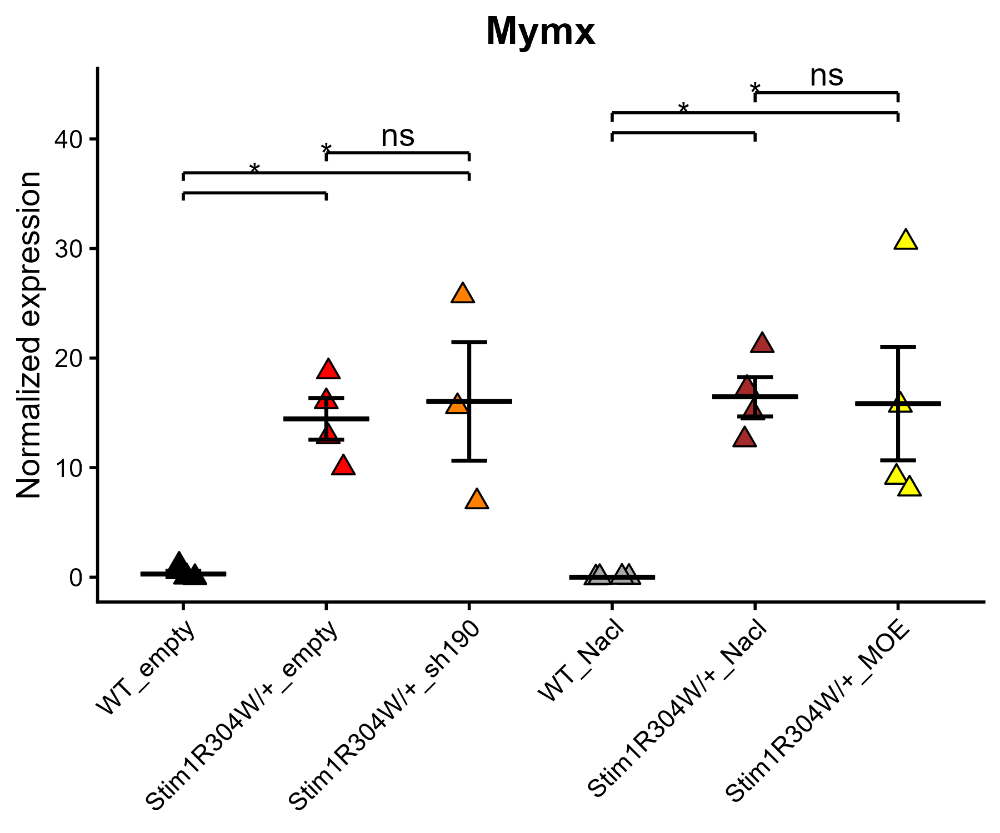 Mymx
ns
*
*
ns
*
*
40
30
20
10
0
Normalized expression
WT_empty
Stim1R304W/+_empty
Stim1R304W/+_sh190
WT_Nacl
Stim1R304W/+_Nacl
Stim1R304W/+_MOE